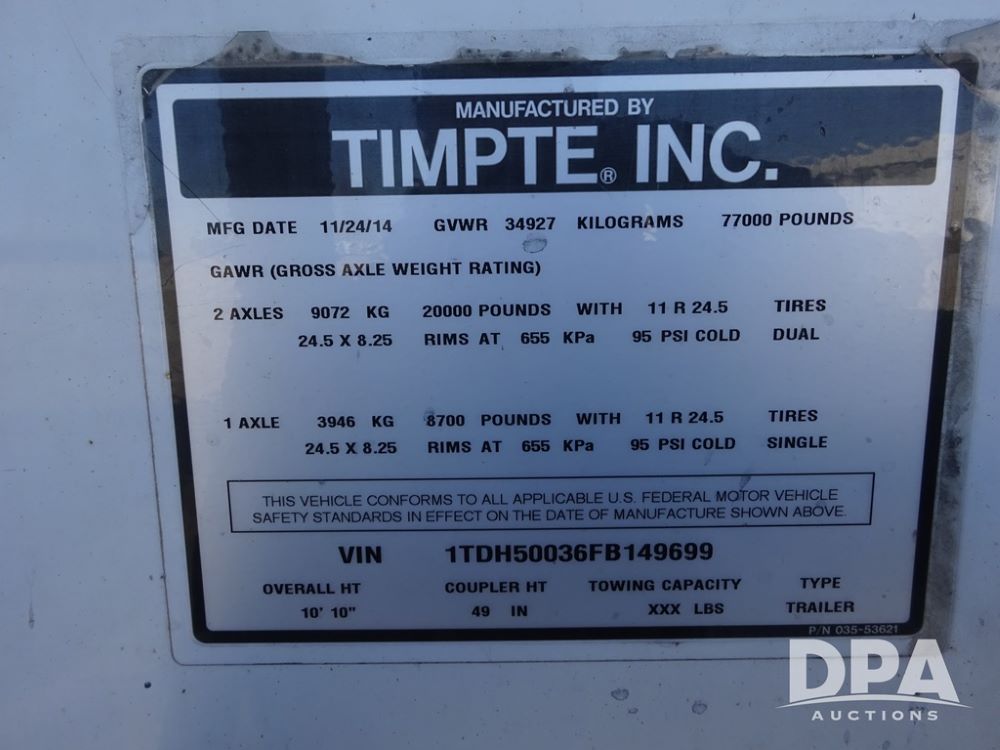 MANUFACTURED BY
TIMPTE® INC.
MFG DATE 11/24/14 GVWR 34927 KILOGRAMS 77000 POUNDS
GAWR (GROSS AXLE WEIGHT RATING)
2 AXLES 9072 KG 20000 POUNDS WITH 11 R 24.5 TIRES
24.5 X 8.25 RIMS AT 655 KPa 95 PSI COLD DUAL
1 AXLE 3946 KG 8700 POUNDS WITH 11 R 24.5 TIRES
24.5 X 8.25 RIMS AT 655 KPa 95 PSI COLD SINGLE
THIS VEHICLE CONFORMS TO ALL APPLICABLE U.S. FEDERAL MOTOR VEHICLE
SAFETY STANDARDS IN EFFECT ON THE DATE OF MANUFACTURE SHOWN ABOVE.
VIN 1TDH50036FB149699
OVERALL HT COUPLER HT TOWING CAPACITY TYPE
10' 10" 49 IN XXX LBS TRAILER
P/N 035-53621
DPA
AUCTIONS